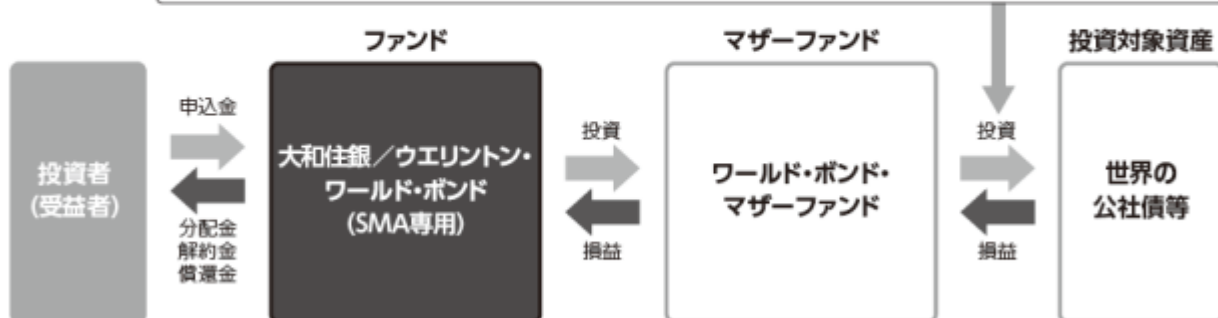 ファンド
マザーファンド
投資対象資産
投資者
(受益者)
申込金
分配金
解約金
償還金
大和住銀／ウエリントン・
ワールド・ボンド
(SMA専用)
投資
損益
ワールド・ボンド・
マザーファンド
投資
損益
世界の
公社債等